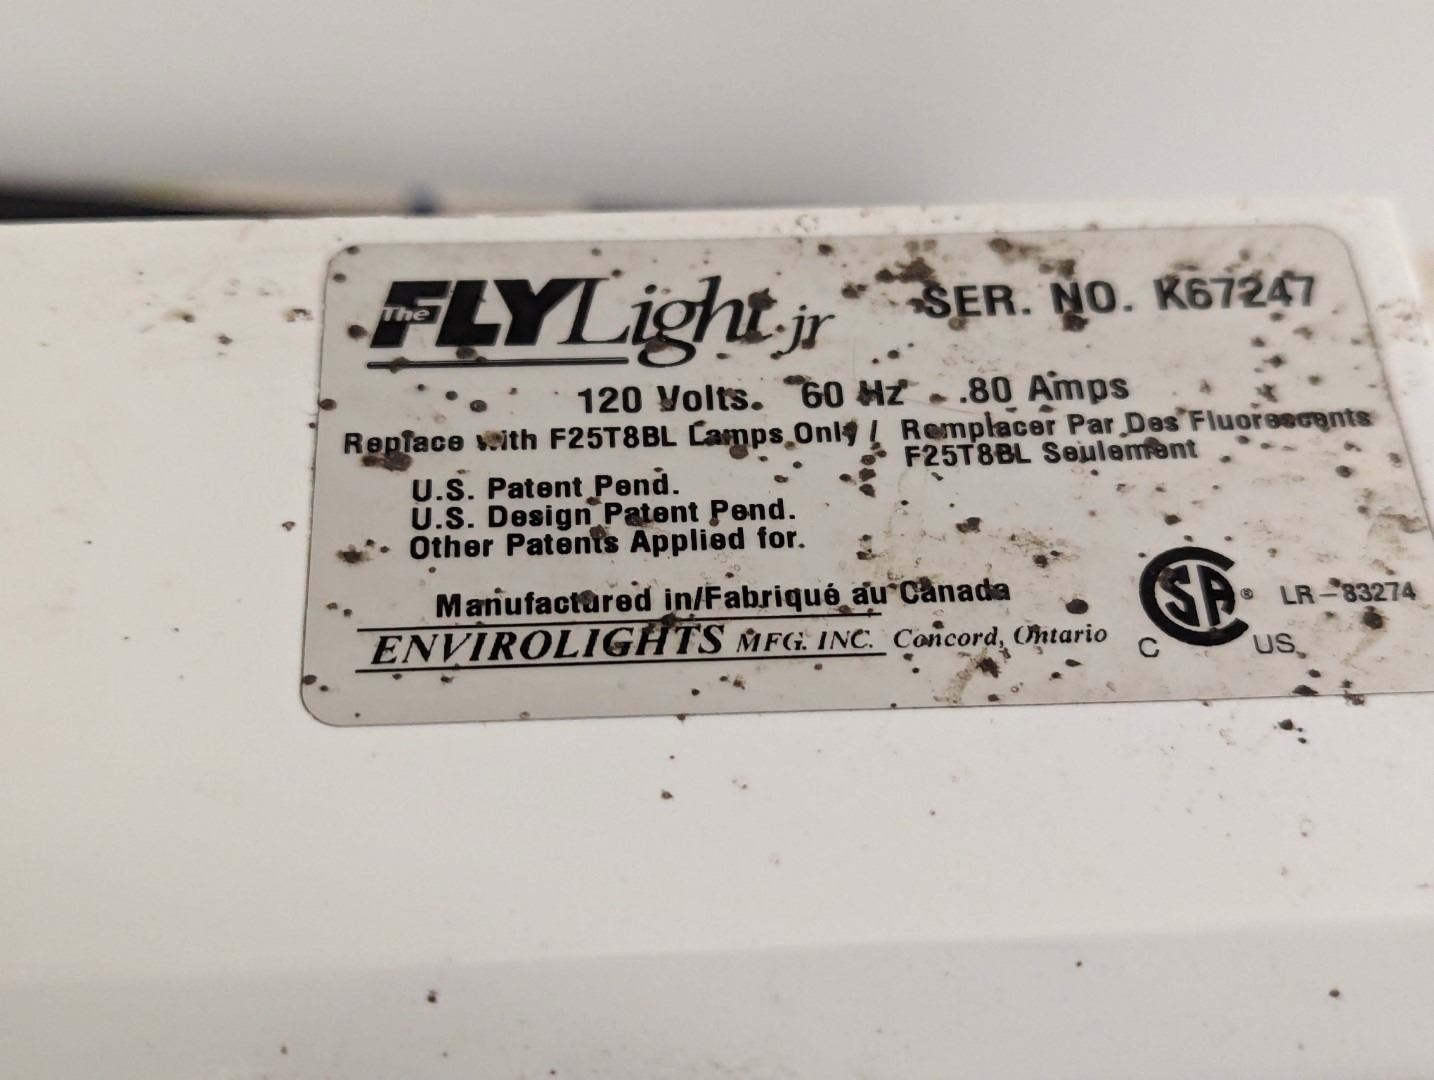 The FLYLight jr
SER. NO. K67247
120 Volts. 60 Hz .80 Amps
Replace with F25T8BL Lamps Only / Remplacer Par Des Fluorescents
F25T8BL Seulement
U.S. Patent Pend.
U.S. Design Patent Pend.
Other Patents Applied for.
Manufactured in/Fabriqué au Canada
ENVIROLIGHTS MFG. INC. Concord, Ontario
CSA ® LR-83274
C US